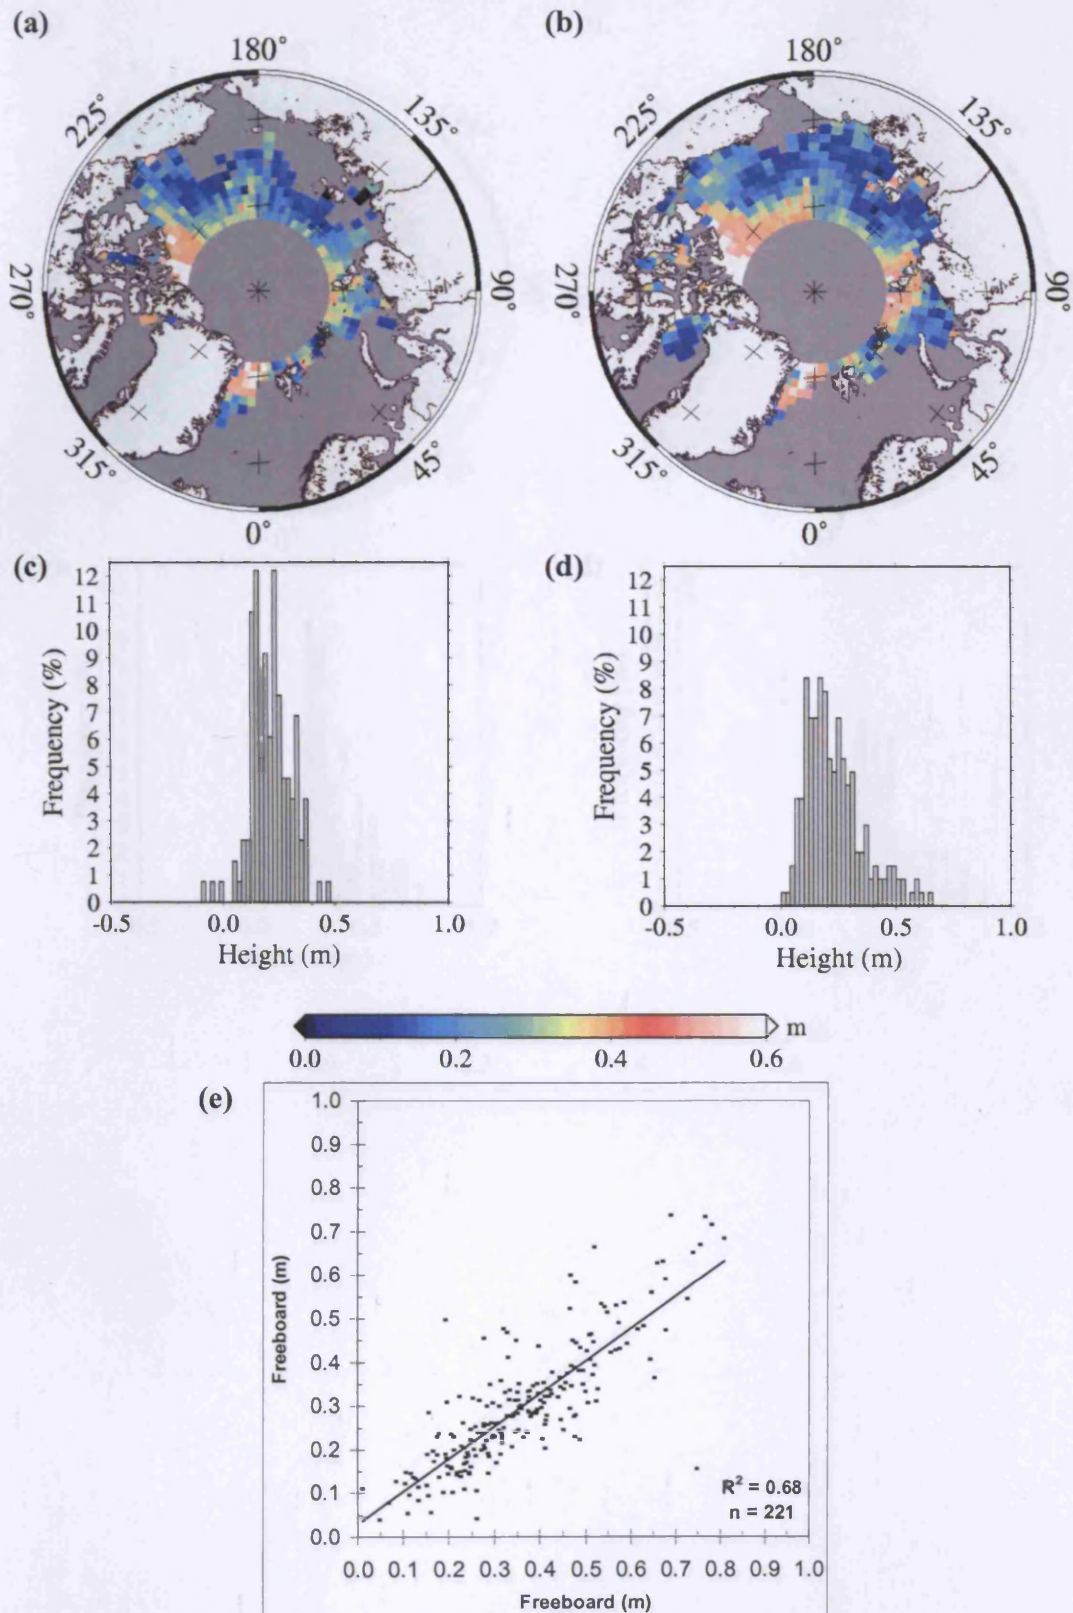 (a)
(b)
180°
180°
225°
135°
225°
135°
270°
90°
270°
90°
315°
45°
315°
45°
0°
0°
(c)
th
(d)
12
11
10
9
8
7
6
5
4
3
2
1
0
Frequency (%)
-0.5 0.0 0.5 1.0
Height (m)
12
11
10
9
8
7
6
5
4
3
2
1
0
Frequency (%)
-0.5 0.0 0.5 1.0
Height (m)
m
0.0 0.2 0.4 0.6
(e)
1.0
0.9
0.8
0.7
0.6
0.5
0.4
0.3
0.2
0.1
0.0
Freeboard (m)
R² = 0.68
n = 221
0.0 0.1 0.2 0.3 0.4 0.5 0.6 0.7 0.8 0.9 1.0
Freeboard (m)